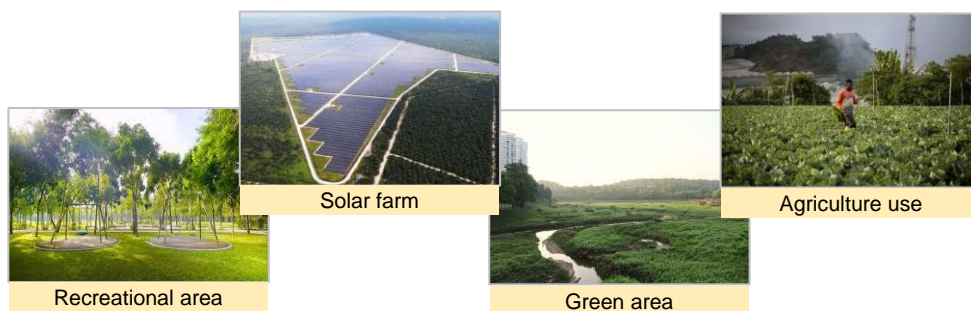 Recreational area
Solar farm
Green area
Agriculture use